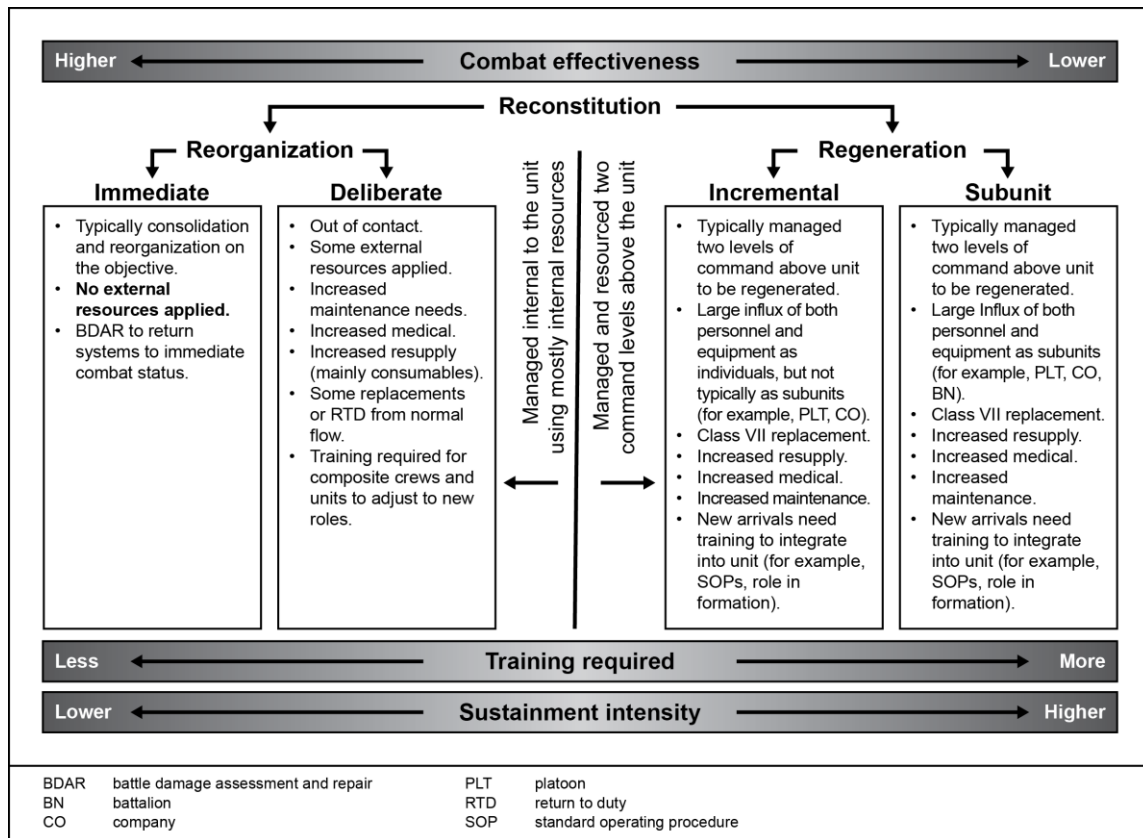 Higher Combat effectiveness Lower
Reconstitution
Reorganization
Regeneration
Immediate
• Typically consolidation
and reorganization on
the objective.
• No external
resources applied.
• BDAR to return
systems to immediate
combat status.
Deliberate
• Out of contact.
• Some external
resources applied.
• Increased
maintenance needs.
• Increased medical.
• Increased resupply
(mainly consumables).
• Some replacements
or RTD from normal
flow.
• Training required for
composite crews and
units to adjust to new
roles.
Managed internal to the unit
using mostly internal resources
Managed and resourced two
command levels above the unit
Incremental
• Typically managed
two levels of
command above unit
to be regenerated.
• Large influx of both
personnel and
equipment as
individuals, but not
typically as subunits
(for example, PLT, CO).
• Class VII replacement.
• Increased resupply.
• Increased medical.
• Increased maintenance.
• New arrivals need
training to integrate
into unit (for example,
SOPs, role in
formation).
Subunit
• Typically managed
two levels of
command above unit
to be regenerated.
• Large Influx of both
personnel and
equipment as subunits
(for example, PLT, CO,
BN).
• Class VII replacement.
• Increased resupply.
• Increased medical.
• Increased
maintenance.
• New arrivals need
training to integrate
into unit (for example,
SOPs, role in
formation).
Less Training required More
Lower Sustainment intensity Higher
BDAR battle damage assessment and repair
BN battalion
CO company
PLT platoon
RTD return to duty
SOP standard operating procedure